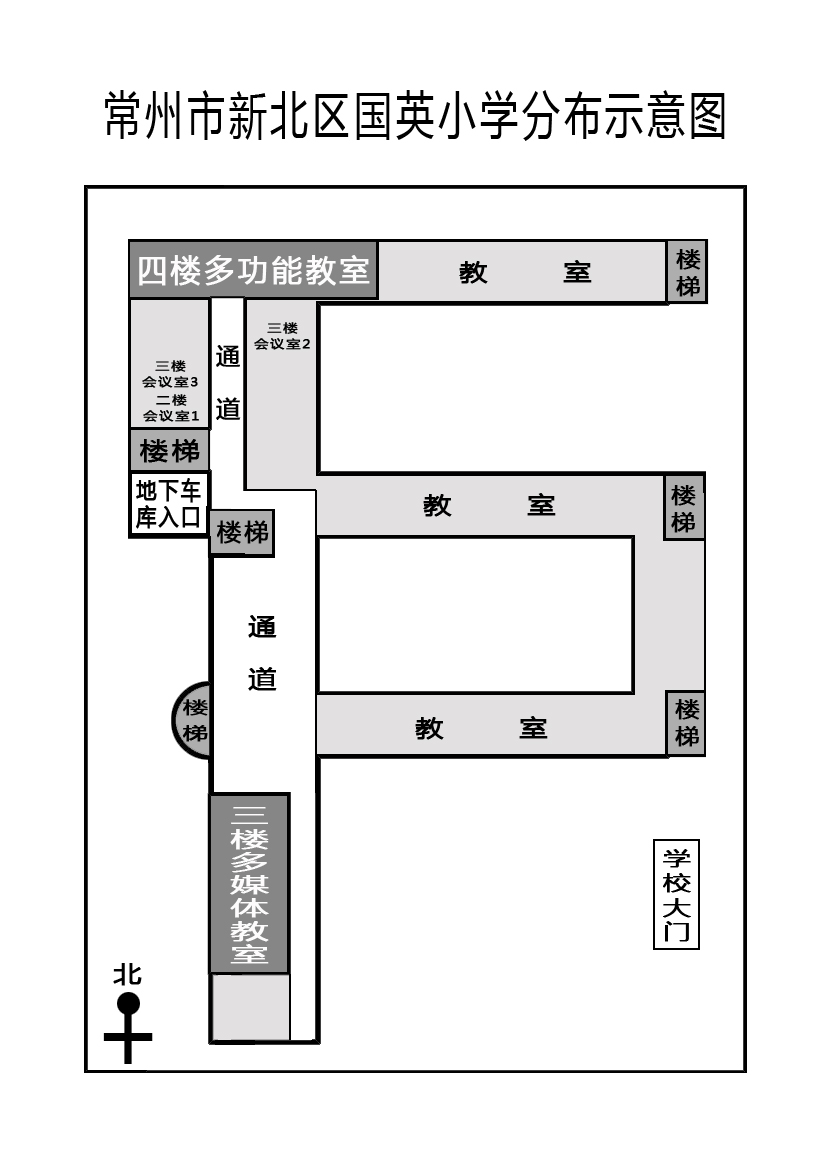 常州市新北区国英小学分布示意图
四楼多功能教室
教室
楼梯
三楼
会议室2
通道
三楼
会议室3
二楼
会议室1
楼梯
地下车
库入口
楼梯
教室
楼梯
通道
楼梯
教室
楼梯
三楼多媒体教室
学校大门
北